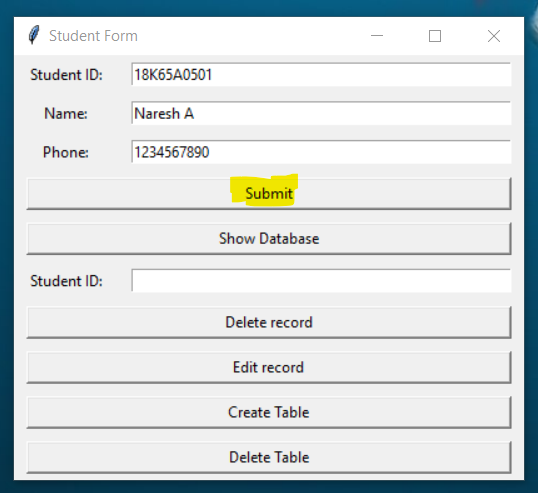 Student Form
Student ID: 18K65A0501
Name: Naresh A
Phone: 1234567890
Submit
Show Database
Student ID:
Delete record
Edit record
Create Table
Delete Table